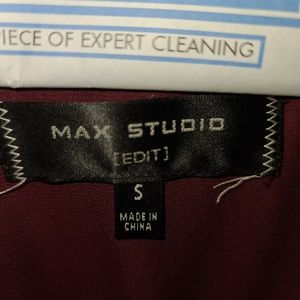 PIECE OF EXPERT CLEANING
MAX STUDIO
[EDIT]
S
MADE IN
CHINA